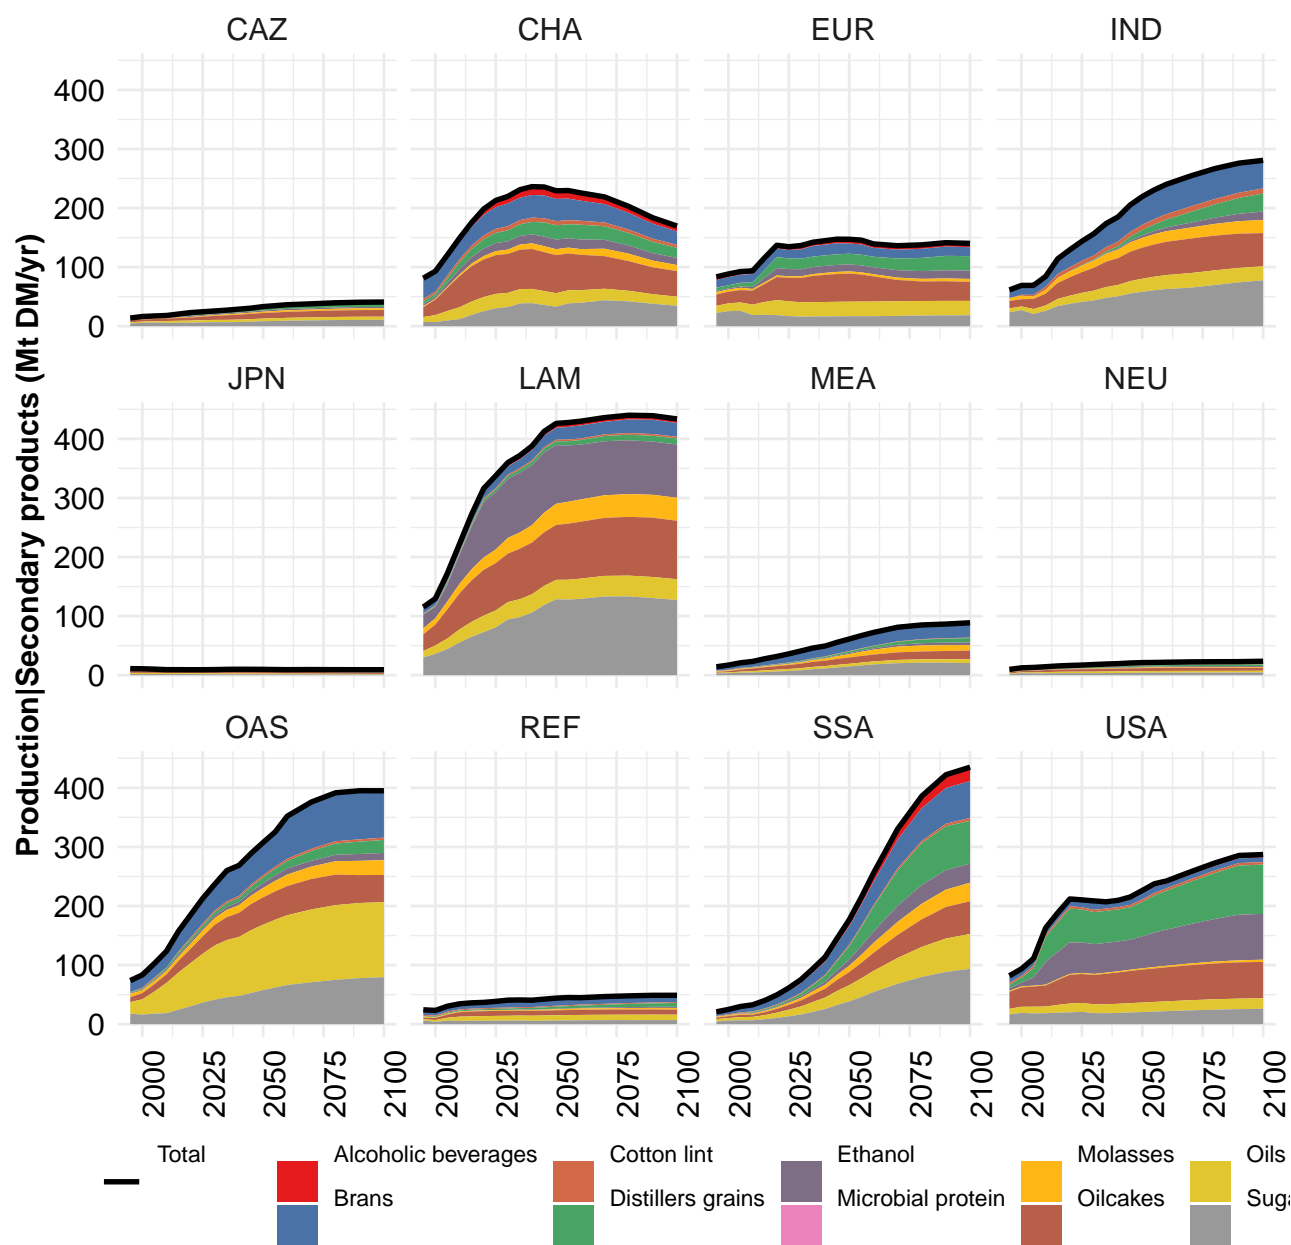 CAZ CHA EUR IND
400
300
200
100
0
Production|Secondary products (Mt DM/yr)
JPN LAM MEA NEU
400
300
200
100
0
OAS REF SSA USA
400
300
200
100
0
2000 2025 2050 2075 2100 2000 2025 2050 2075 2100 2000 2025 2050 2075 2100 2000 2025 2050 2075 2100
Total Alcoholic beverages Cotton lint Ethanol Molasses Oils
Brans Distillers grains Microbial protein Oilcakes Suga